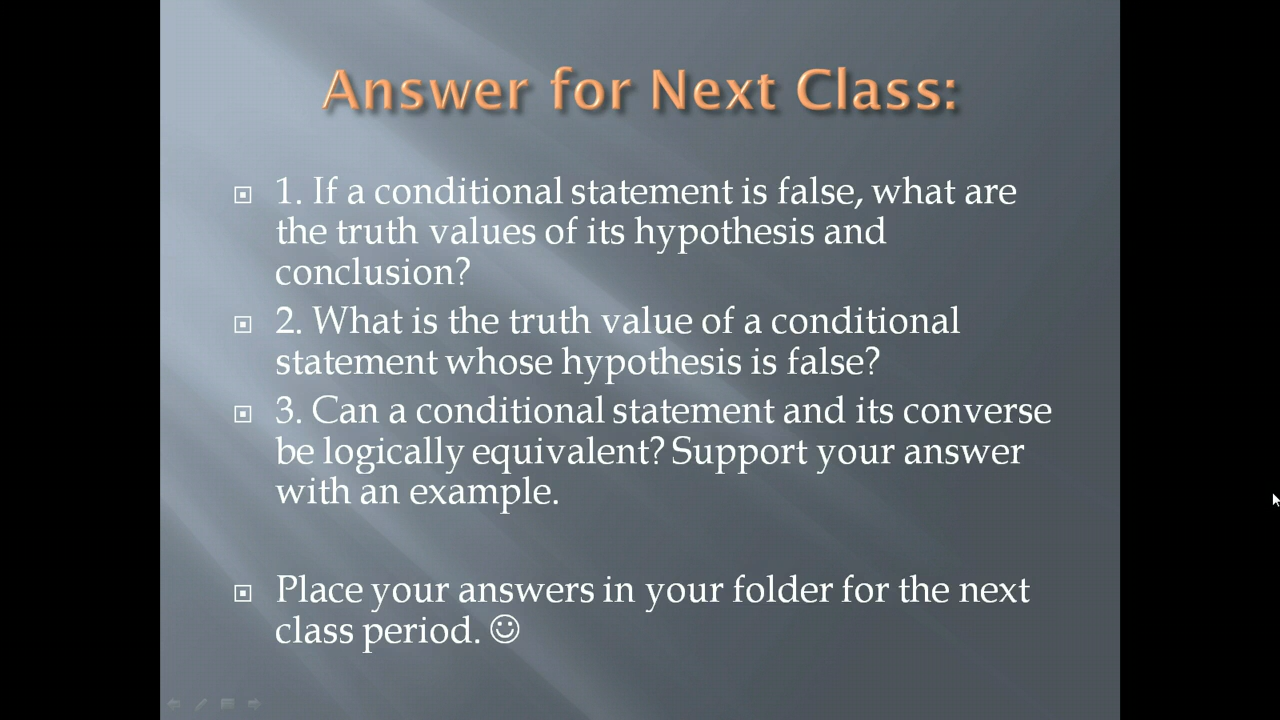 Answer for Next Class:
1. If a conditional statement is false, what are
the truth values of its hypothesis and
conclusion?
2. What is the truth value of a conditional
statement whose hypothesis is false?
3. Can a conditional statement and its converse
be logically equivalent? Support your answer
with an example.
Place your answers in your folder for the next
class period. ☺